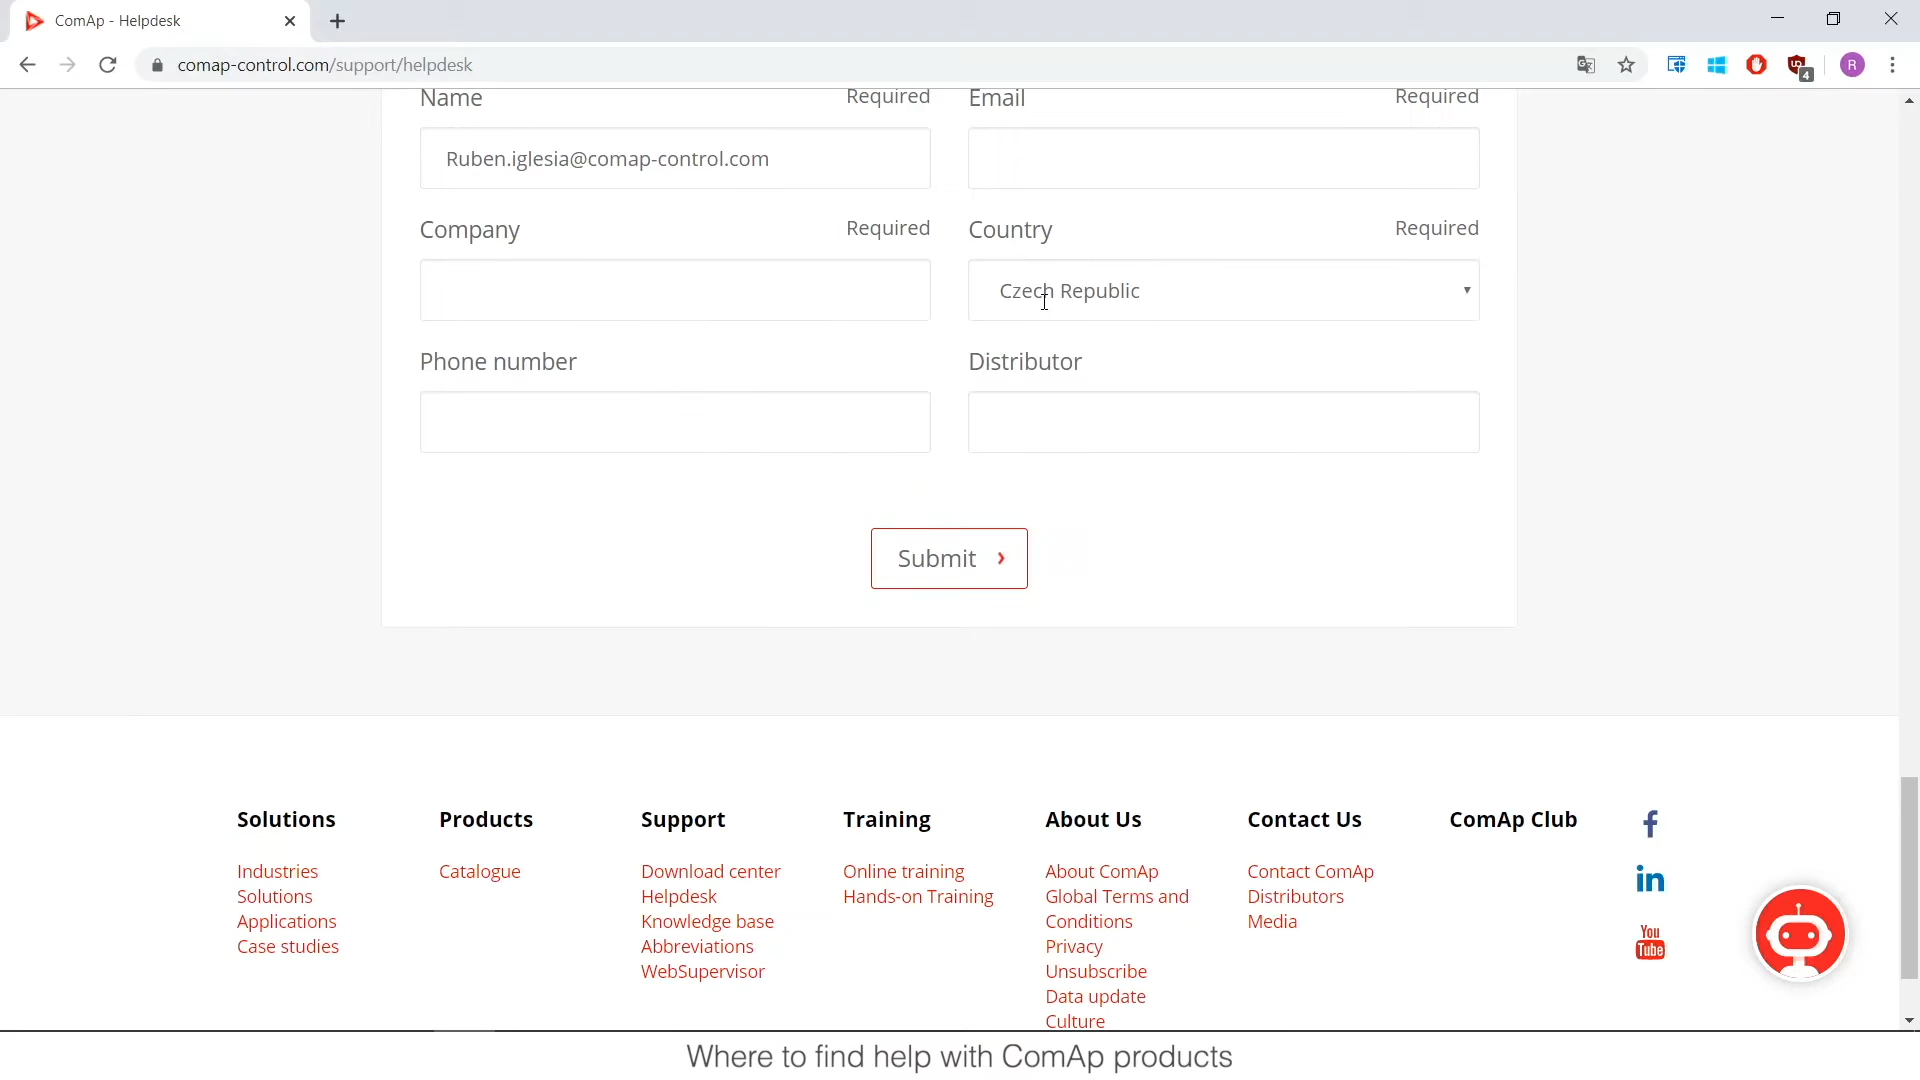 ComAp - Helpdesk
comap-control.com/support/helpdesk
4
R
Name Required Email Required
Ruben.iglesia@comap-control.com
Company Required Country Required
Czech Republic
Phone number Distributor
Submit
Solutions Products Support Training About Us Contact Us ComAp Club
Industries Catalogue Download center Online training About ComAp Contact ComAp
Solutions Helpdesk Hands-on Training Global Terms and Distributors
Applications Knowledge base Conditions Media
Case studies Abbreviations Privacy
WebSupervisor Unsubscribe
Data update
Culture
f
in
You
Tube
Where to find help with ComAp products